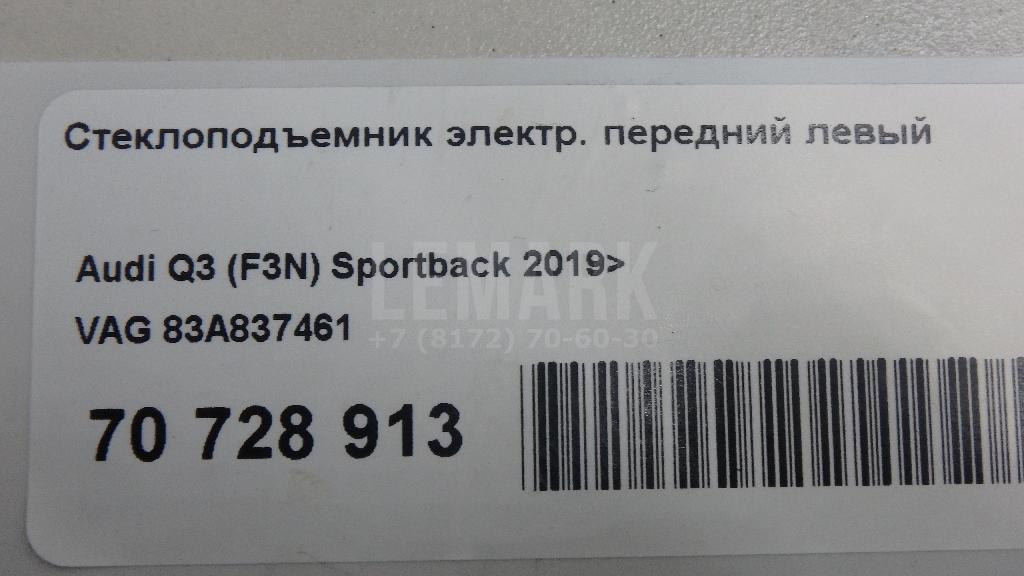 Стеклоподъемник электр. передний левый
Audi Q3 (F3N) Sportback 2019>
LEMARK
VAG 83A837461
+7 (8172) 70-60-30
70 728 913